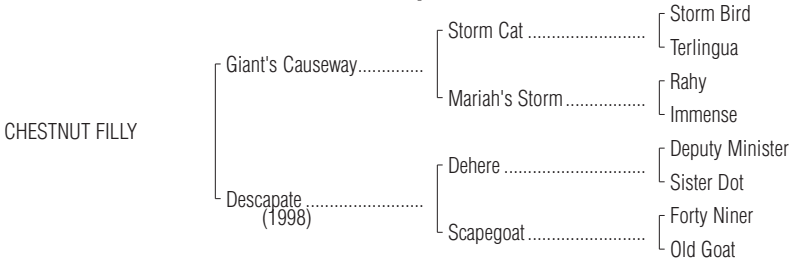 Storm Bird
Storm Cat ........................
Terlingua
Giant's Causeway..............
Rahy
Mariah's Storm.................
Immense
CHESTNUT FILLY
Deputy Minister
Dehere .............................
Sister Dot
Descapate ........................
(1998)
Forty Niner
Scapegoat........................
Old Goat